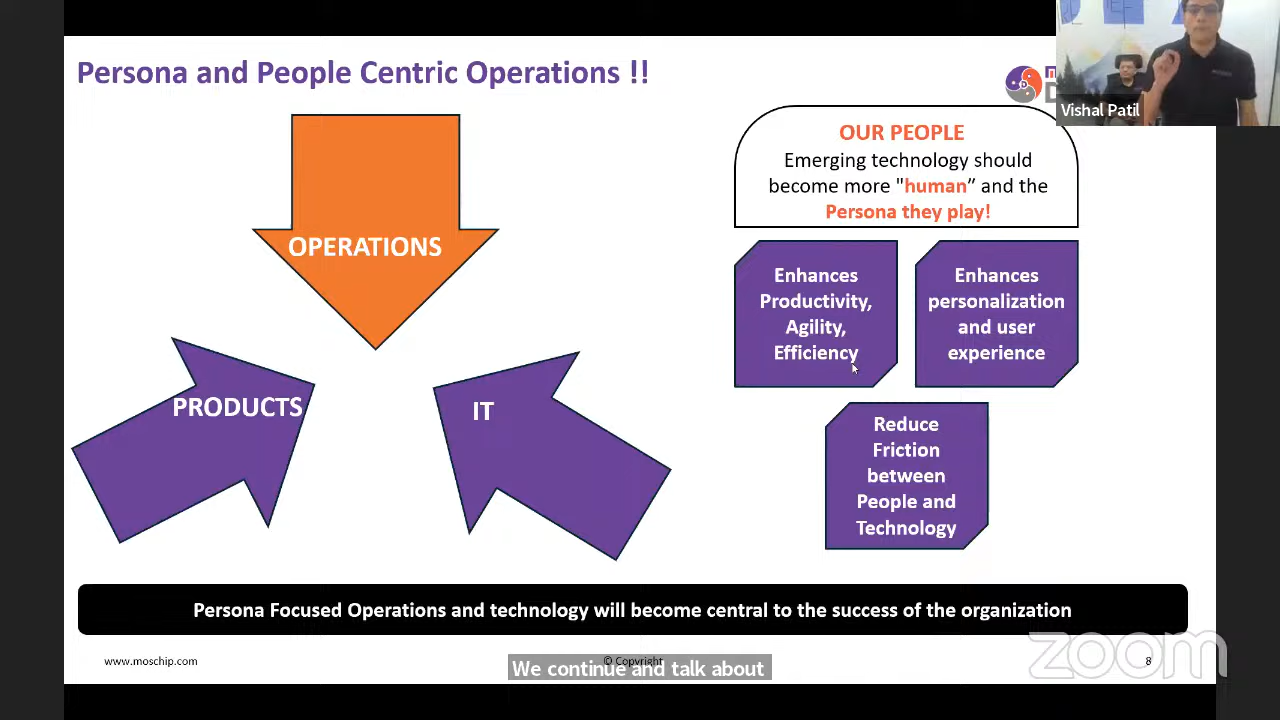 Persona and People Centric Operations !!
Vishal Patil
OPERATIONS
PRODUCTS
IT
OUR PEOPLE
Emerging technology should
become more "human” and the
Persona they play!
Enhances
Productivity,
Agility,
Efficiency
Enhances
personalization
and user
experience
Reduce
Friction
between
People and
Technology
Persona Focused Operations and technology will become central to the success of the organization
www.moschip.com
© Copyright
We continue and talk about
zoom
8